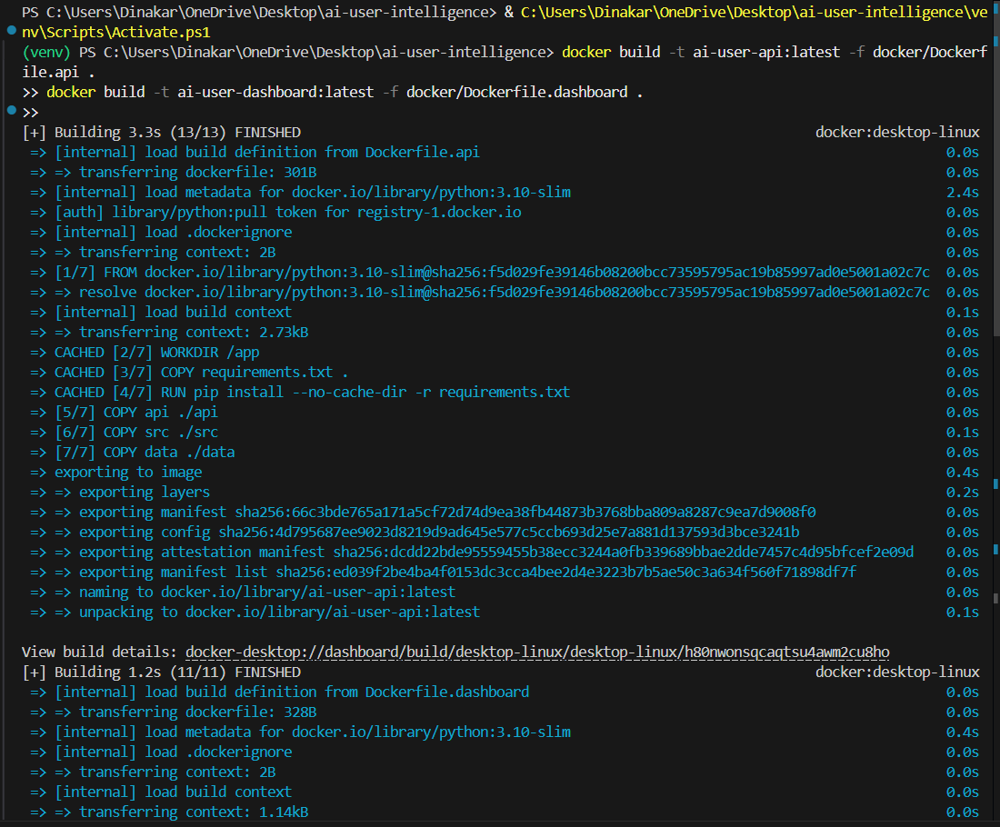 PS C:\Users\Dinakar\OneDrive\Desktop\ai-user-intelligence> & C:\Users\Dinakar\OneDrive\Desktop\ai-user-intelligence\ve
nv\Scripts\Activate.ps1
(venv) PS C:\Users\Dinakar\OneDrive\Desktop\ai-user-intelligence> docker build -t ai-user-api:latest -f docker/Dockerf
ile.api .
>> docker build -t ai-user-dashboard:latest -f docker/Dockerfile.dashboard .
>>
[+] Building 3.3s (13/13) FINISHED docker:desktop-linux
=> [internal] load build definition from Dockerfile.api 0.0s
=> => transferring dockerfile: 301B 0.0s
=> [internal] load metadata for docker.io/library/python:3.10-slim 2.4s
=> [auth] library/python:pull token for registry-1.docker.io 0.0s
=> [internal] load .dockerignore 0.0s
=> => transferring context: 2B 0.0s
=> [1/7] FROM docker.io/library/python:3.10-slim@sha256:f5d029fe39146b08200bcc73595795ac19b85997ad0e5001a02c7c 0.0s
=> => resolve docker.io/library/python:3.10-slim@sha256:f5d029fe39146b08200bcc73595795ac19b85997ad0e5001a02c7c 0.0s
=> [internal] load build context 0.1s
=> => transferring context: 2.73kB 0.0s
=> CACHED [2/7] WORKDIR /app 0.0s
=> CACHED [3/7] COPY requirements.txt . 0.0s
=> CACHED [4/7] RUN pip install --no-cache-dir -r requirements.txt 0.0s
=> [5/7] COPY api ./api 0.0s
=> [6/7] COPY src ./src 0.1s
=> [7/7] COPY data ./data 0.0s
=> exporting to image 0.4s
=> => exporting layers 0.2s
=> => exporting manifest sha256:66c3bde765a171a5cf72d74d9ea38fb44873b3768bba809a8287c9ea7d9008f0 0.0s
=> => exporting config sha256:4d795687ee9023d8219d9ad645e577c5ccb693d25e7a881d137593d3bce3241b 0.0s
=> => exporting attestation manifest sha256:dcdd22bde95559455b38ecc3244a0fb339689bbae2dde7457c4d95bfcef2e09d 0.0s
=> => exporting manifest list sha256:ed039f2be4ba4f0153dc3cca4bee2d4e3223b7b5ae50c3a634f560f71898df7f 0.0s
=> => naming to docker.io/library/ai-user-api:latest 0.0s
=> => unpacking to docker.io/library/ai-user-api:latest 0.1s
View build details: docker-desktop://dashboard/build/desktop-linux/desktop-linux/h80nwonsqcaqtsu4awm2cu8ho
[+] Building 1.2s (11/11) FINISHED docker:desktop-linux
=> [internal] load build definition from Dockerfile.dashboard 0.0s
=> => transferring dockerfile: 328B 0.0s
=> [internal] load metadata for docker.io/library/python:3.10-slim 0.4s
=> [internal] load .dockerignore 0.0s
=> => transferring context: 2B 0.0s
=> [internal] load build context 0.0s
=> => transferring context: 1.14kB 0.0s